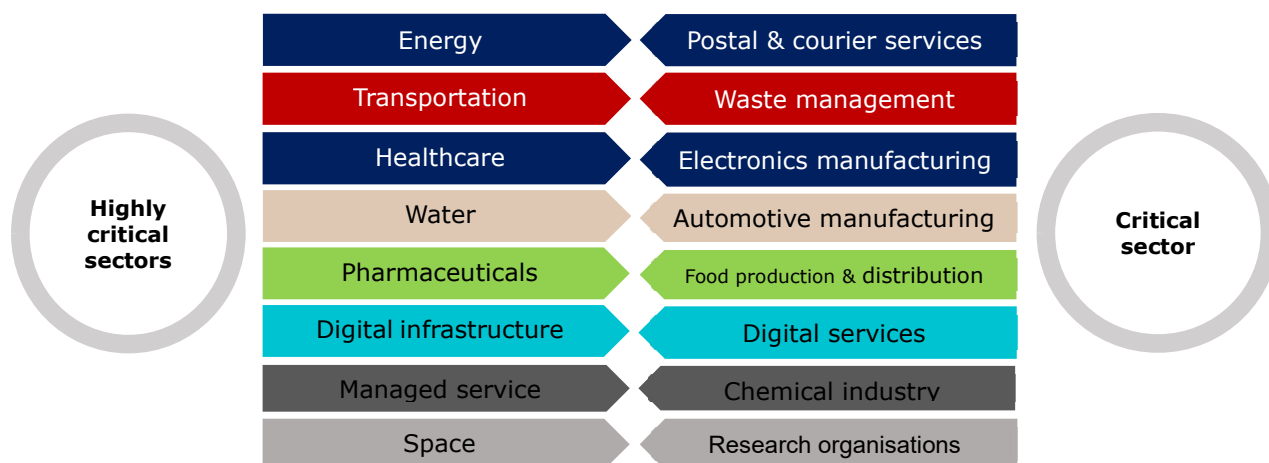 Highly
critical
sectors
Energy
Transportation
Healthcare
Water
Pharmaceuticals
Digital infrastructure
Managed service
Space
Postal & courier services
Waste management
Electronics manufacturing
Automotive manufacturing
Food production & distribution
Digital services
Chemical industry
Research organisations
Critical
sector